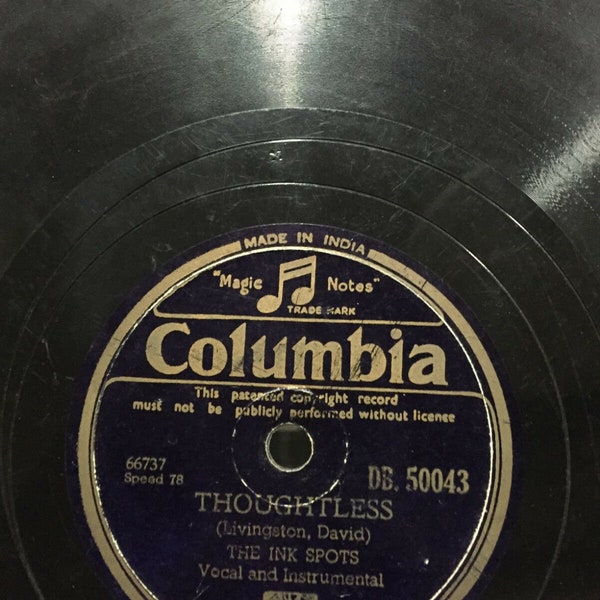 MADE IN INDIA
"Magic Notes"
TRADE MARK
Columbia
This patented copyright record
must not be publicly performed without licence
66737
Speed 78
DB. 50043
THOUGHTLESS
(Livingston, David)
THE INK SPOTS
Vocal and Instrumental